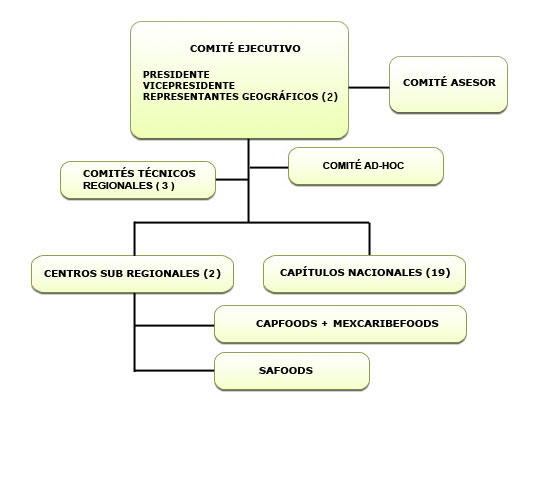 COMITÉ EJECUTIVO
PRESIDENTE
VICEPRESIDENTE
REPRESENTANTES GEOGRÁFICOS (2)
COMITÉ ASESOR
COMITÉ AD-HOC
COMITÉS TÉCNICOS
REGIONALES ( 3 )
CENTROS SUB REGIONALES (2)
CAPÍTULOS NACIONALES (19)
CAPFOODS + MEXCARIBEFOODS
SAFOODS